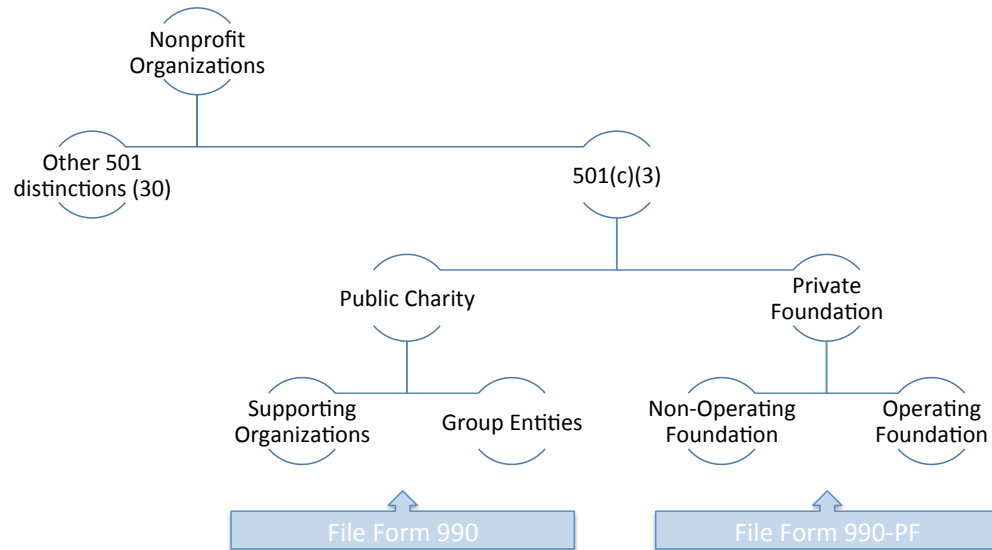 Nonprofit
Organizations
Other 501
distinctions (30)
501(c)(3)
Public Charity
Private
Foundation
Supporting
Organizations
Group Entities
Non-Operating
Foundation
Operating
Foundation
File Form 990
File Form 990-PF